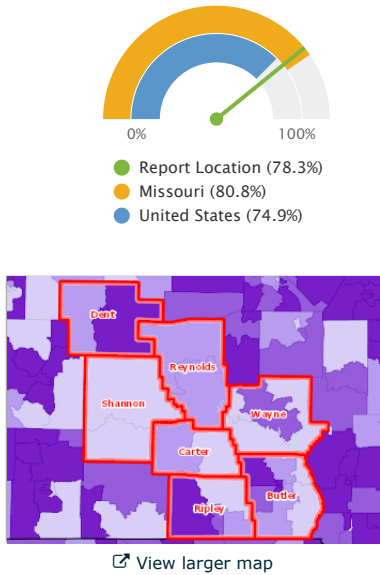 0% 100%
Report Location (78.3%)
Missouri (80.8%)
United States (74.9%)
Dent
Reynolds
Shannon
Wayne
Carter
Butler
Ripley
View larger map